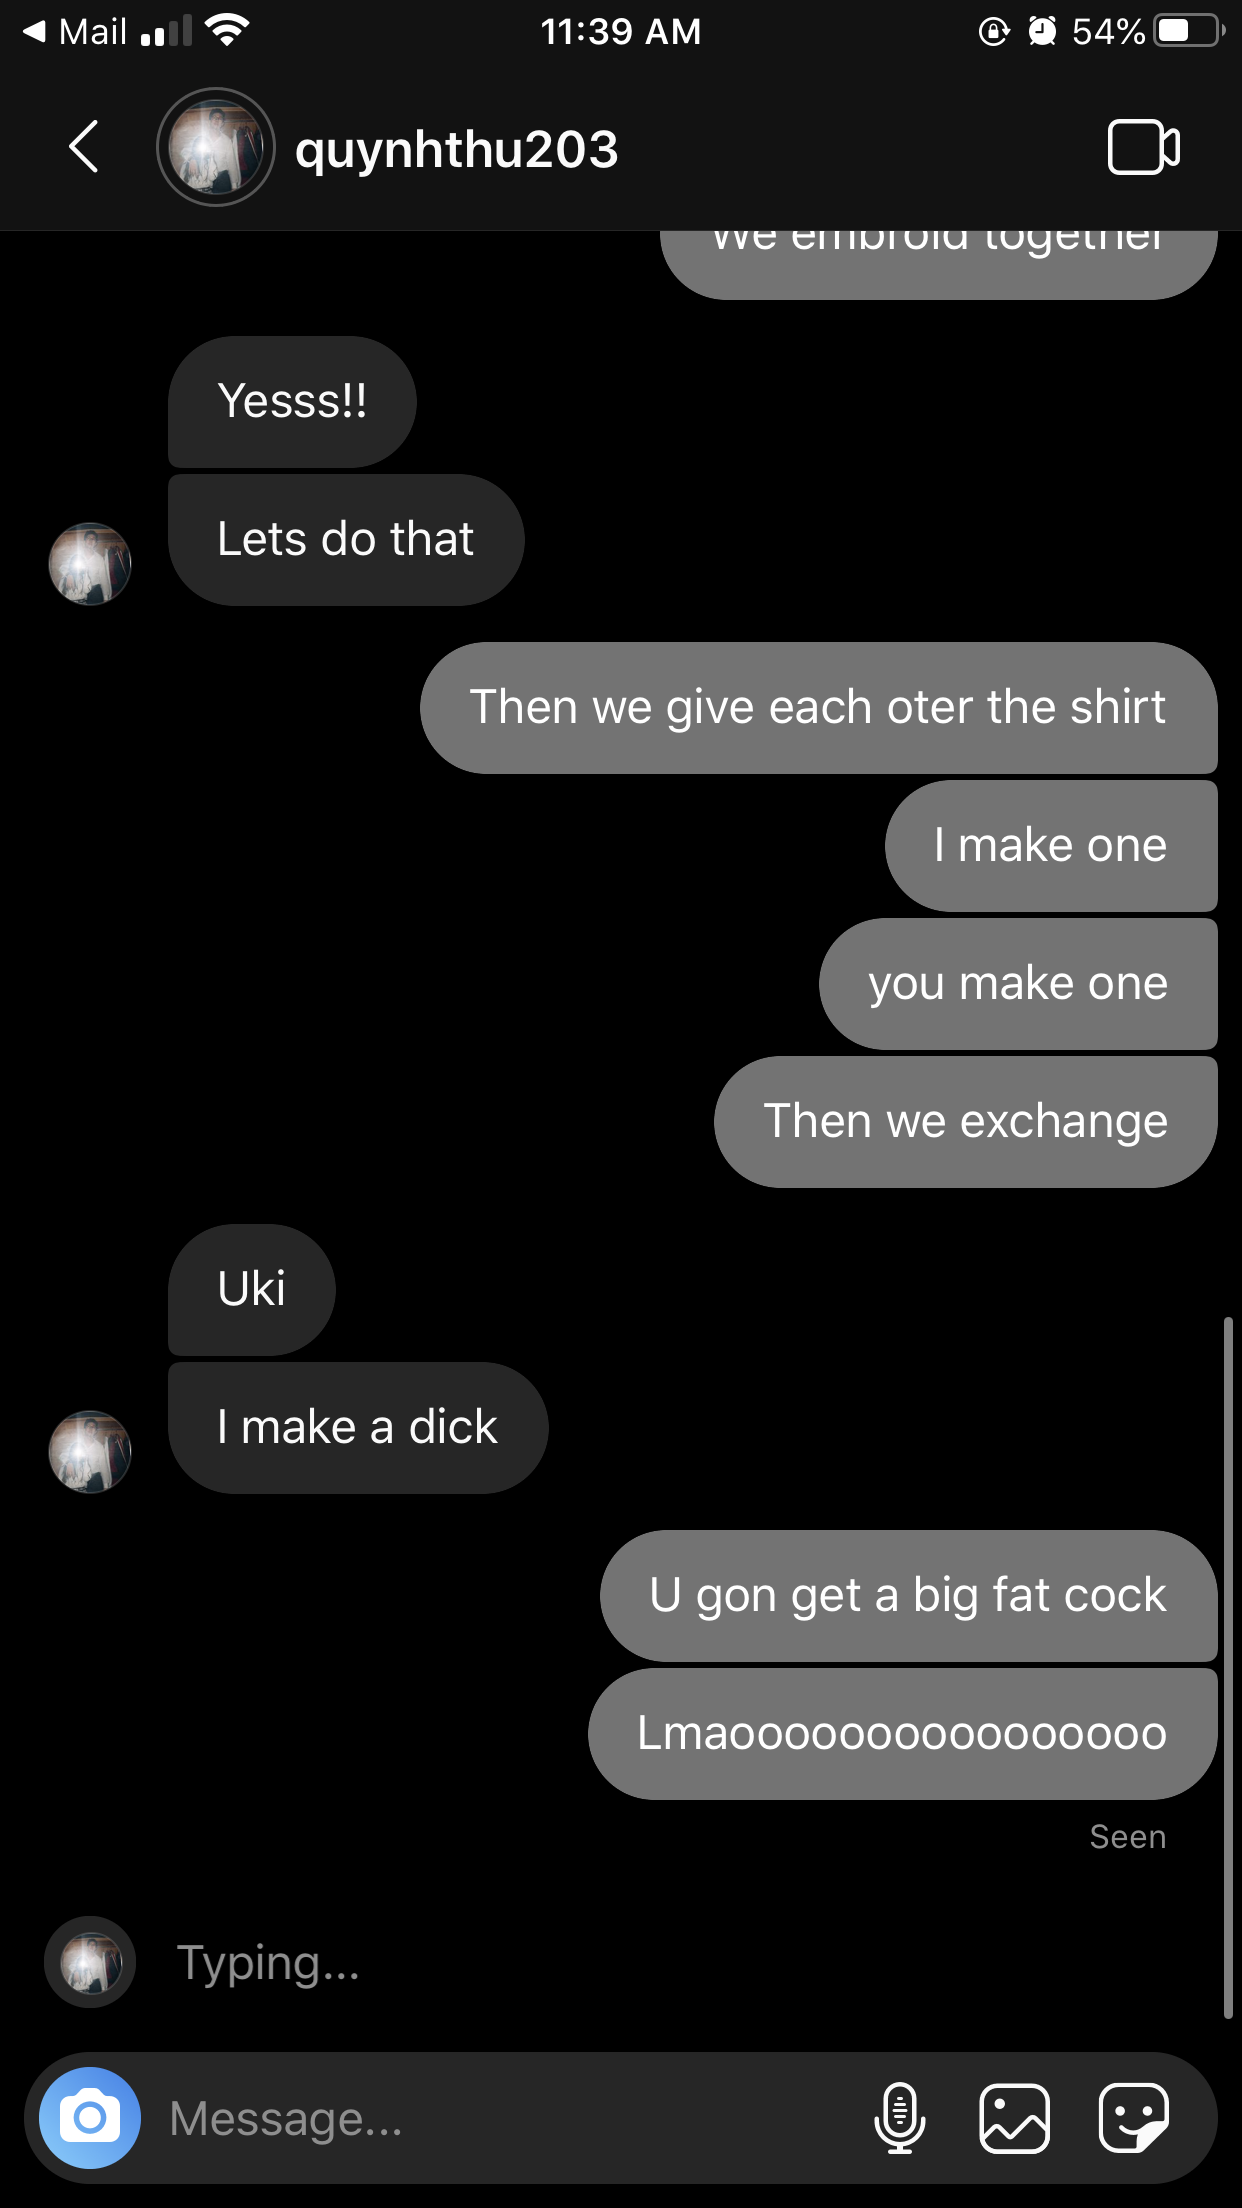 Mail
11:39 AM
54%
quynhthu203
We embroid together
Yesss!!
Lets do that
Then we give each oter the shirt
I make one
you make one
Then we exchange
Uki
I make a dick
U gon get a big fat cock
Lmaoooooooooooooooo
Seen
Typing...
Message...